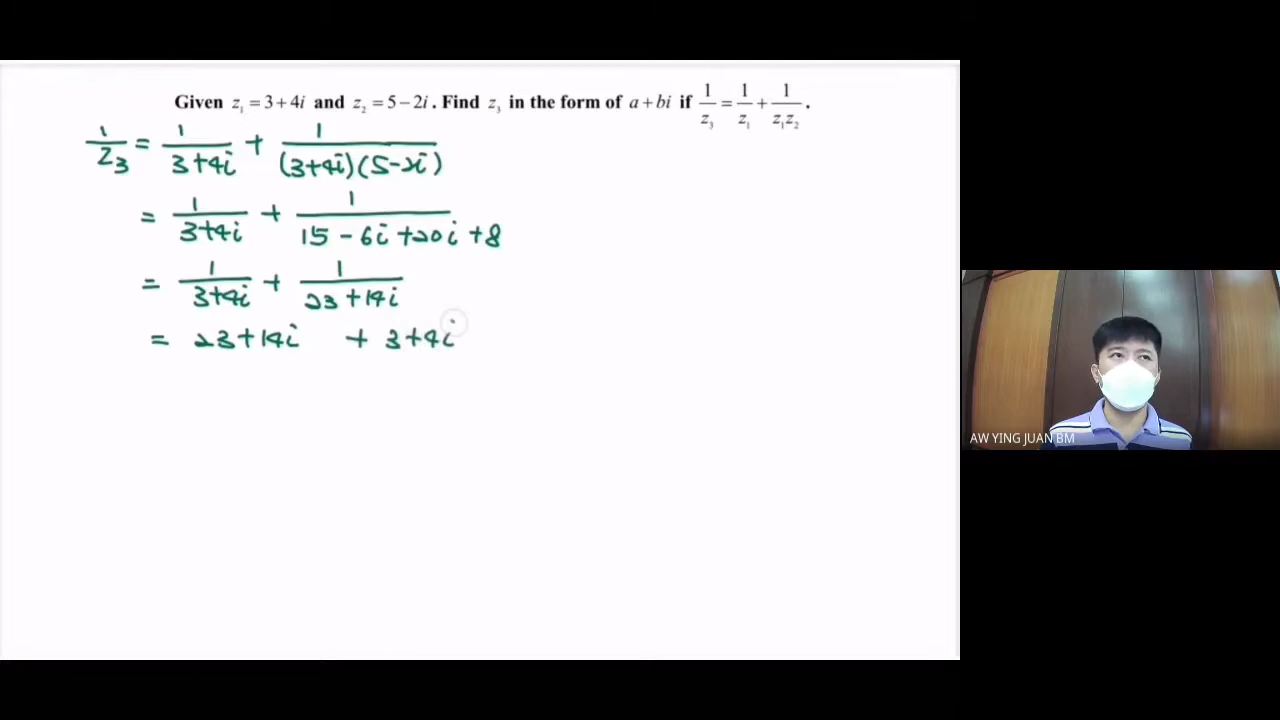 Given z₁ = 3 + 4i and z₂ = 5 − 2i. Find z₃ in the form of a + bi if 1/z₃ = 1/z₁ + 1/(z₁z₂).
1/z₃ = 1/(3+4i) + 1/((3+4i)(5-2i))
= 1/(3+4i) + 1/(15-6i+20i+8)
= 1/(3+4i) + 1/(23+14i)
= 23+14i + 3+4i
AW YING JUAN BM